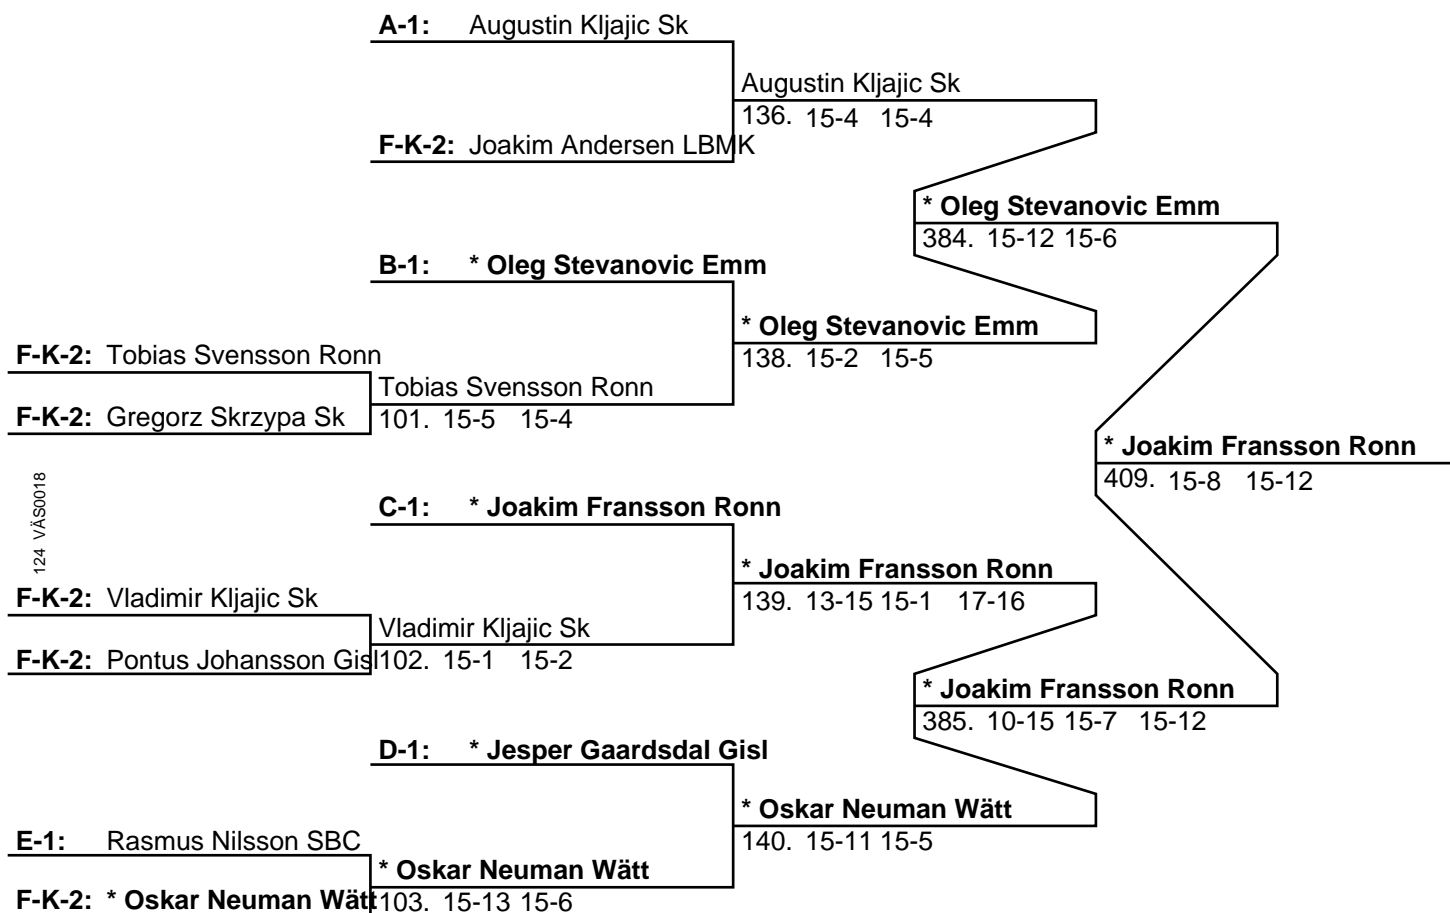 A-1: Augustin Kljajic Sk
Augustin Kljajic Sk
136. 15-4 15-4
F-K-2: Joakim Andersen LBMK
* Oleg Stevanovic Emm
384. 15-12 15-6
B-1: * Oleg Stevanovic Emm
* Oleg Stevanovic Emm
138. 15-2 15-5
F-K-2: Tobias Svensson Ronn
Tobias Svensson Ronn
101. 15-5 15-4
F-K-2: Gregorz Skrzypa Sk
* Joakim Fransson Ronn
409. 15-8 15-12
124 VÄS0018
C-1: * Joakim Fransson Ronn
* Joakim Fransson Ronn
139. 13-15 15-1 17-16
F-K-2: Vladimir Kljajic Sk
Vladimir Kljajic Sk
102. 15-1 15-2
F-K-2: Pontus Johansson Gisl
* Joakim Fransson Ronn
385. 10-15 15-7 15-12
D-1: * Jesper Gaardsdal Gisl
* Oskar Neuman Wätt
140. 15-11 15-5
E-1: Rasmus Nilsson SBC
* Oskar Neuman Wätt
103. 15-13 15-6
F-K-2: * Oskar Neuman Wätt